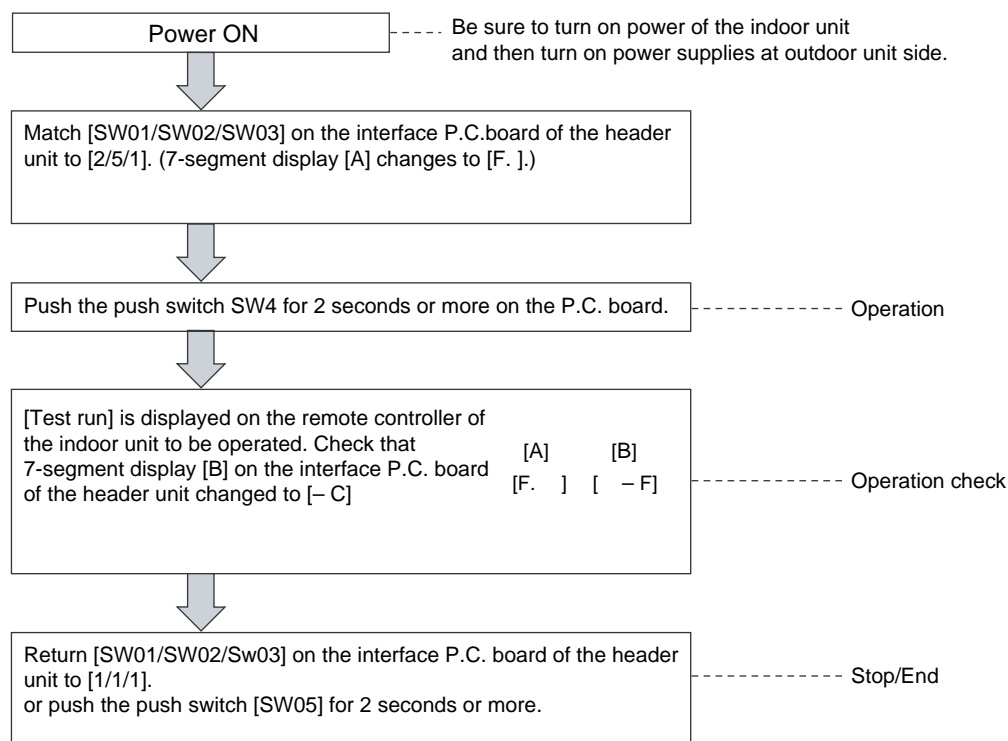 Power ON
Be sure to turn on power of the indoor unit
and then turn on power supplies at outdoor unit side.
Match [SW01/SW02/SW03] on the interface P.C.board of the header
unit to [2/5/1]. (7-segment display [A] changes to [F. ].)
Push the push switch SW4 for 2 seconds or more on the P.C. board.
Operation
[Test run] is displayed on the remote controller of
the indoor unit to be operated. Check that
7-segment display [B] on the interface P.C. board
of the header unit changed to [– C]
[A] [B]
[F. ] [ – F]
Operation check
Return [SW01/SW02/Sw03] on the interface P.C. board of the header
unit to [1/1/1].
or push the push switch [SW05] for 2 seconds or more.
Stop/End